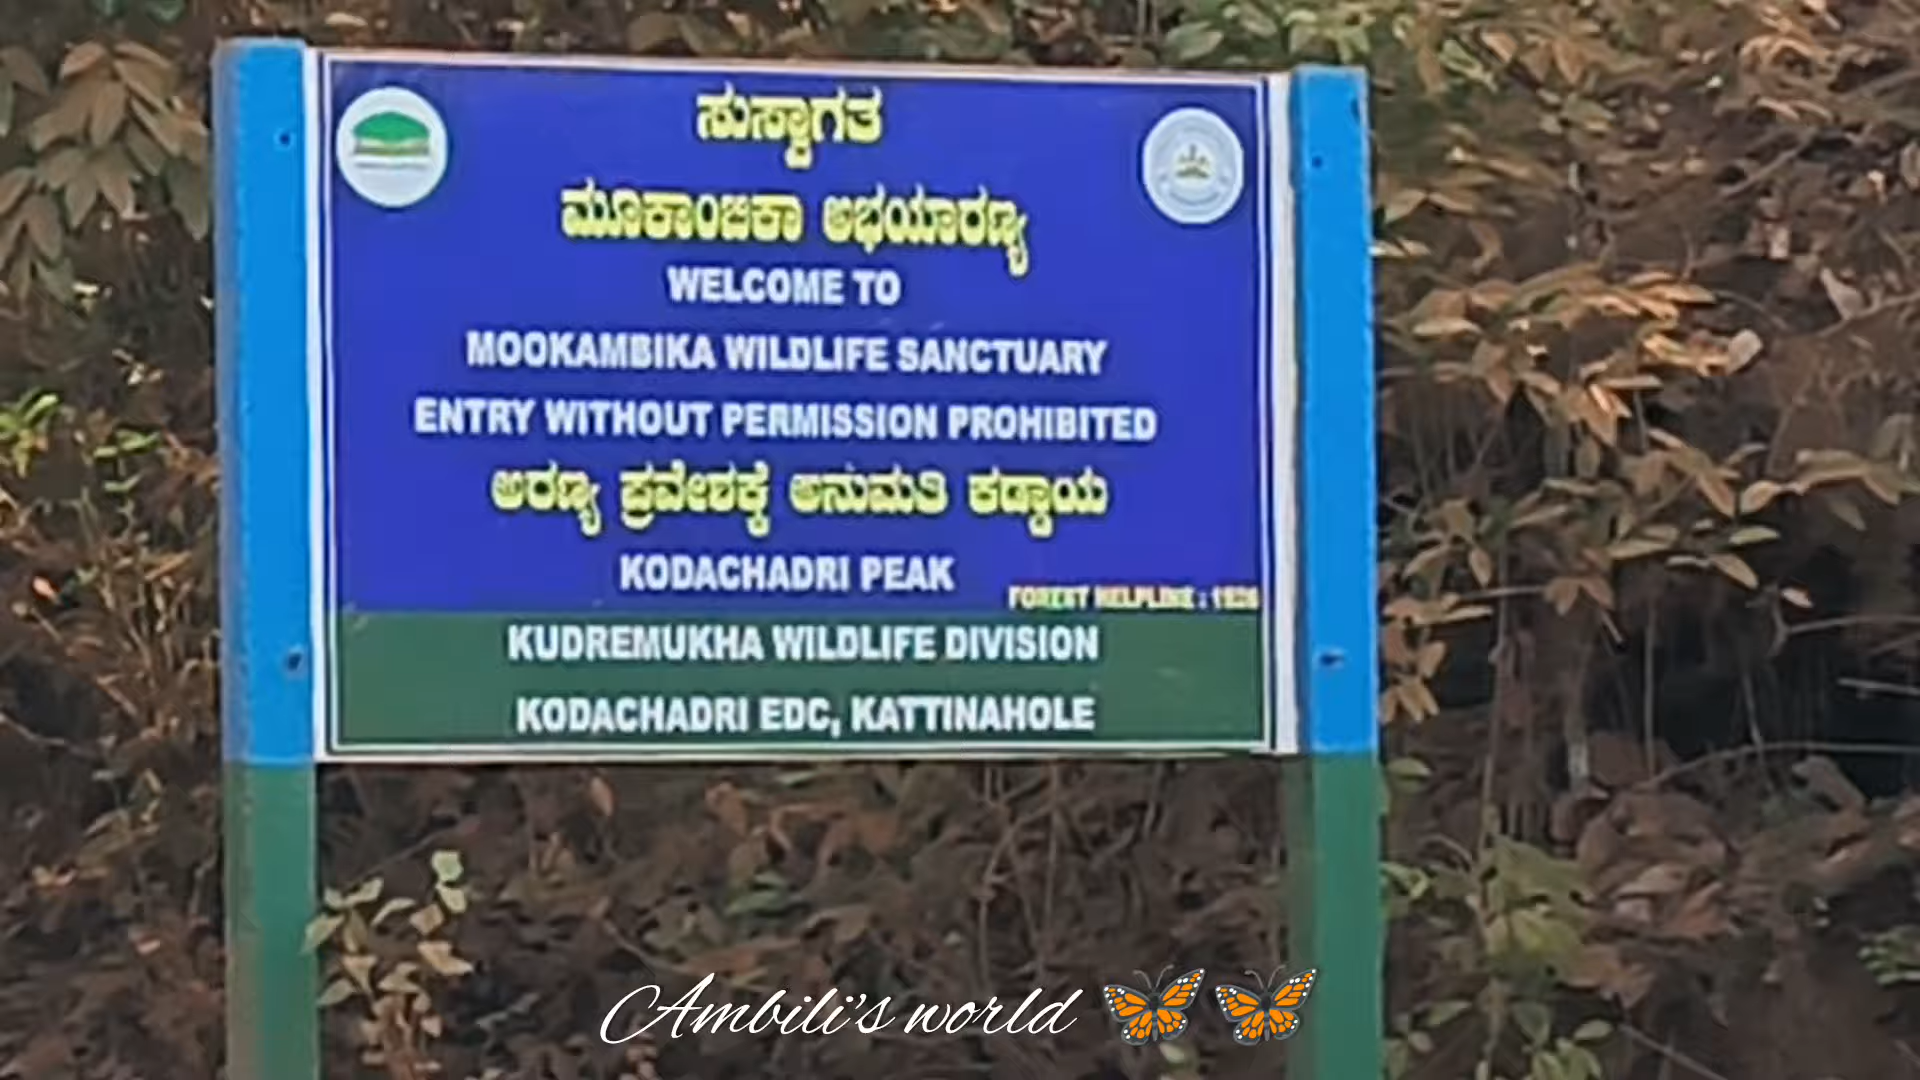 ಸುಸ್ವಾಗತ
ಮೂಕಾಂಬಿಕಾ ಅಭಯಾರಣ್ಯ
WELCOME TO
MOOKAMBIKA WILDLIFE SANCTUARY
ENTRY WITHOUT PERMISSION PROHIBITED
ಅರಣ್ಯ ಪ್ರವೇಶಕ್ಕೆ ಅನುಮತಿ ಕಡ್ಡಾಯ
KODACHADRI PEAK
FOREST HELPLINE : 1926
KUDREMUKHA WILDLIFE DIVISION
KODACHADRI EDC, KATTINAHOLE
Ambili's world